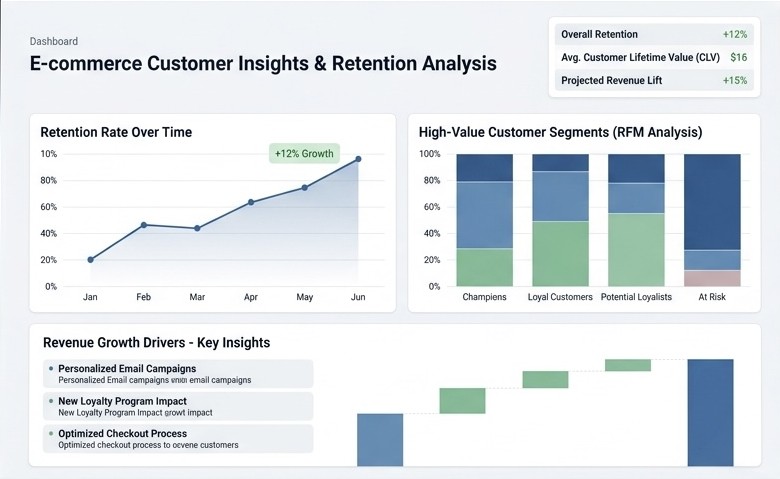 Dashboard
E-commerce Customer Insights & Retention Analysis
Overall Retention +12%
Avg. Customer Lifetime Value (CLV) $16
Projected Revenue Lift +15%
Retention Rate Over Time
+12% Growth
10%
80%
60%
40%
20%
0%
Jan Feb Mar Apr May Jun
High-Value Customer Segments (RFM Analysis)
100%
80%
60%
40%
20%
0%
Champiens Loyal Customers Potential Loyalists At Risk
Revenue Growth Drivers - Key Insights
Personalized Email Campaigns
Personalized Email campaigns email campaigns
New Loyalty Program Impact
New Loyalty Program Impact growt impact
Optimized Checkout Process
Optimized checkout process to ocvene customers